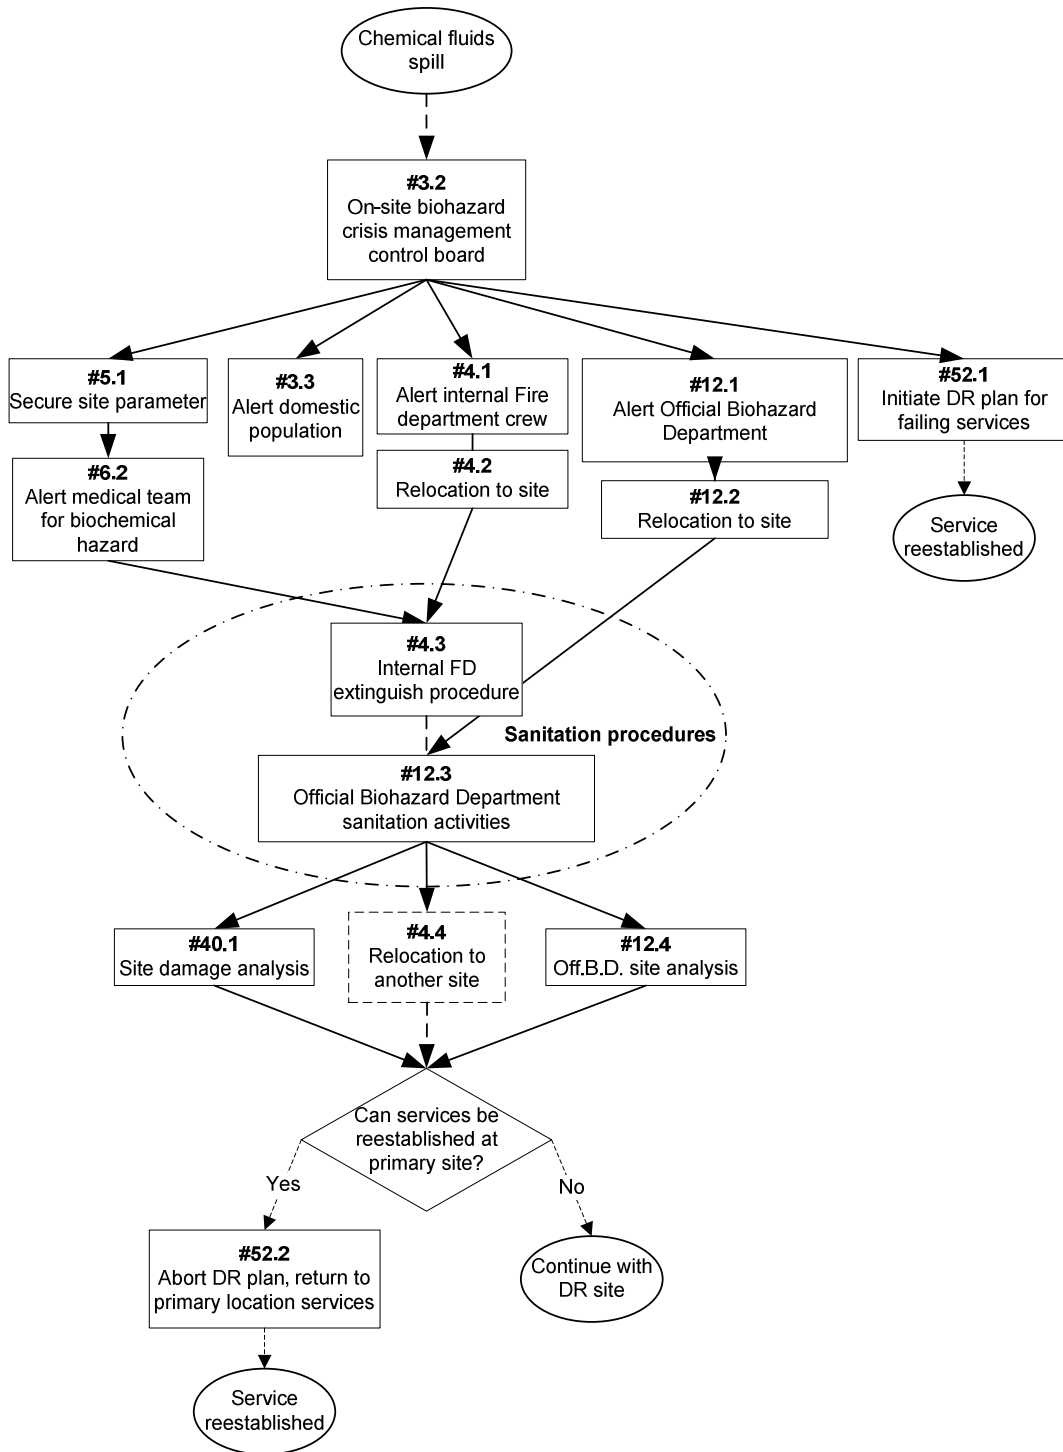 Chemical fluids
spill
#3.2
On-site biohazard
crisis management
control board
#5.1
Secure site parameter
#3.3
Alert domestic
population
#4.1
Alert internal Fire
department crew
#12.1
Alert Official Biohazard
Department
#52.1
Initiate DR plan for
failing services
#6.2
Alert medical team
for biochemical
hazard
#4.2
Relocation to site
#12.2
Relocation to site
Service
reestablished
#4.3
Internal FD
extinguish procedure
Sanitation procedures
#12.3
Official Biohazard Department
sanitation activities
#40.1
Site damage analysis
#4.4
Relocation to
another site
#12.4
Off.B.D. site analysis
Can services be
reestablished at
primary site?
Yes
No
#52.2
Abort DR plan, return to
primary location services
Continue with
DR site
Service
reestablished